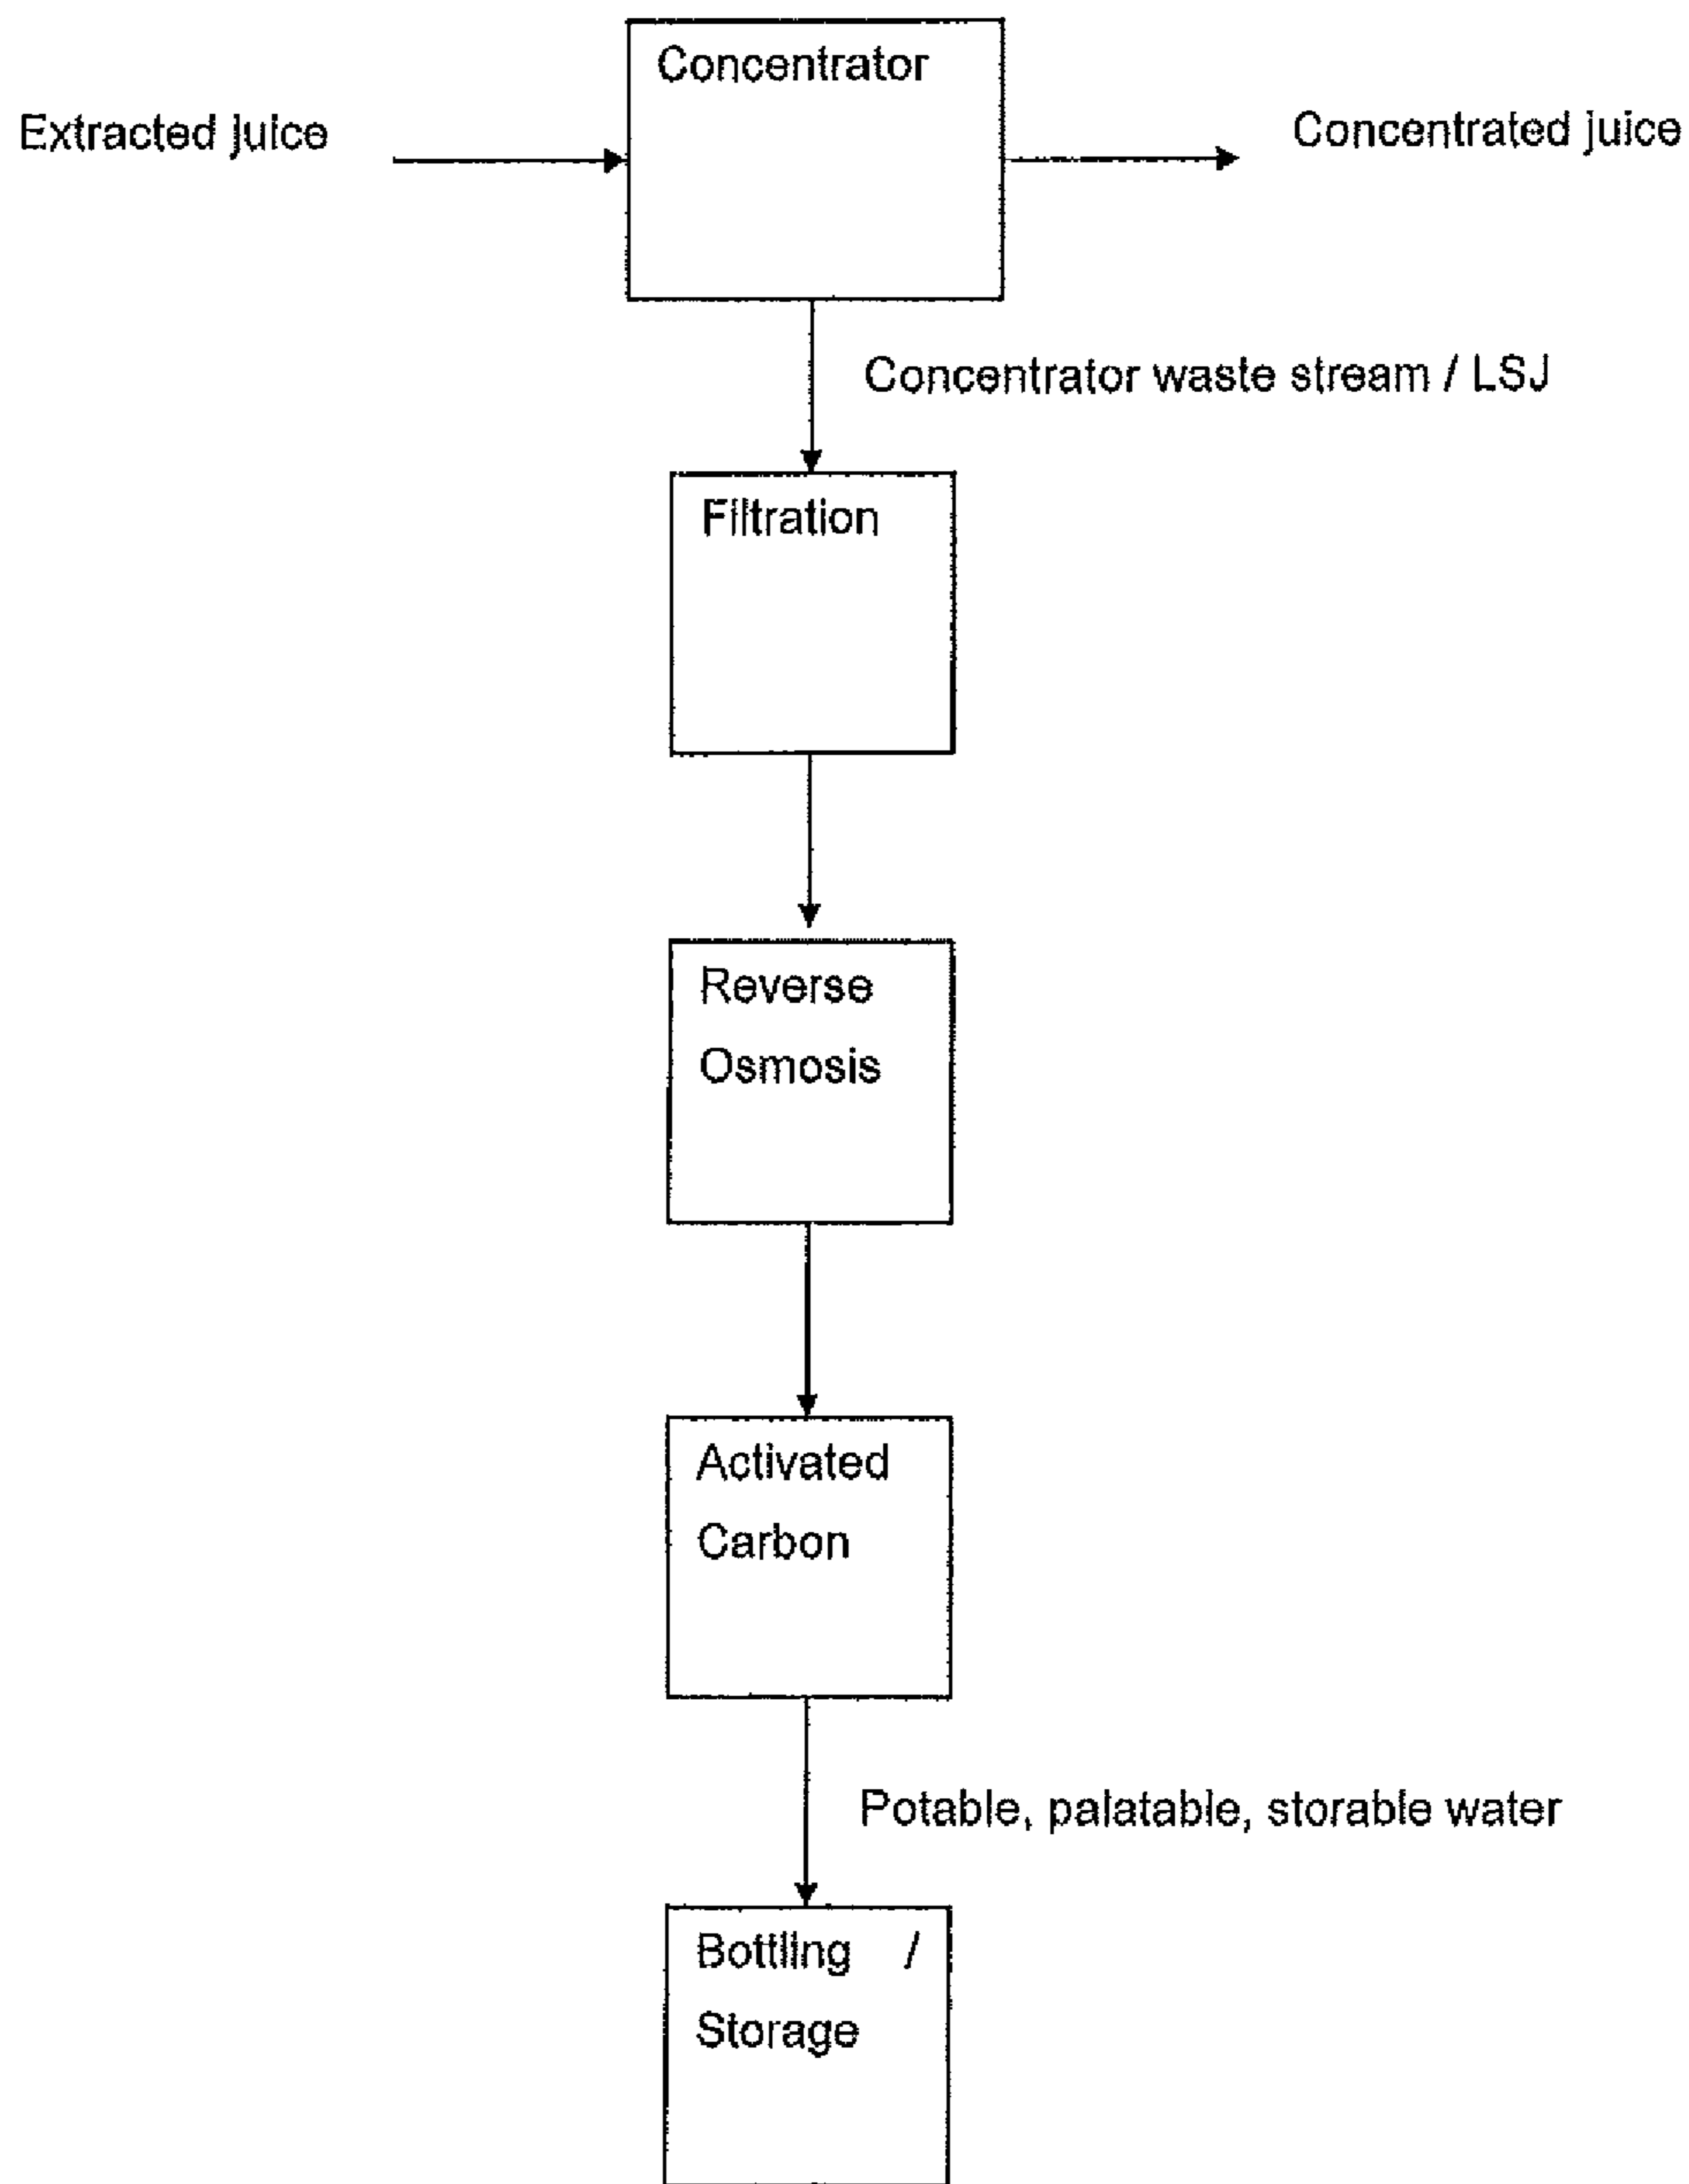 Concentrator
Extracted juice
Concentrated juice
Concentrator waste stream / LSJ
Filtration
Reverse
Osmosis
Activated
Carbon
Potable, palatable, storable water
Bottling /
Storage